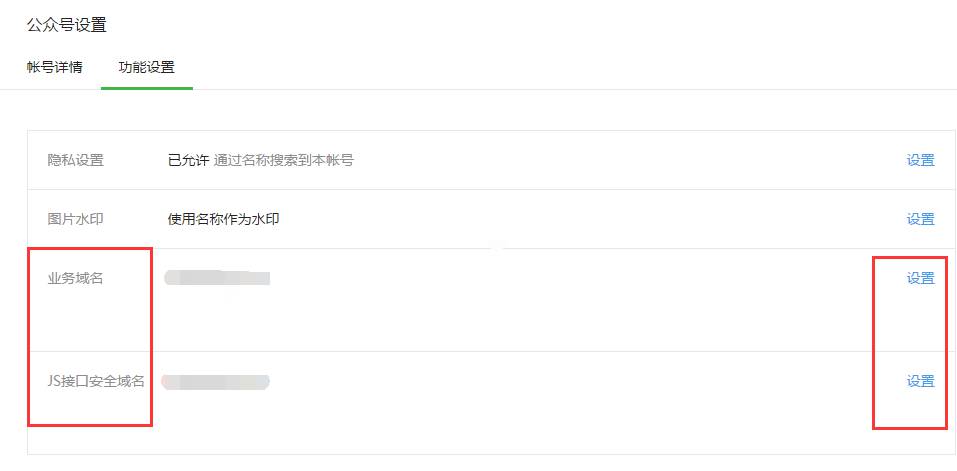 公众号设置
帐号详情 功能设置
隐私设置 已允许 通过名称搜索到本帐号 设置
图片水印 使用名称作为水印 设置
业务域名 设置
JS接口安全域名 设置